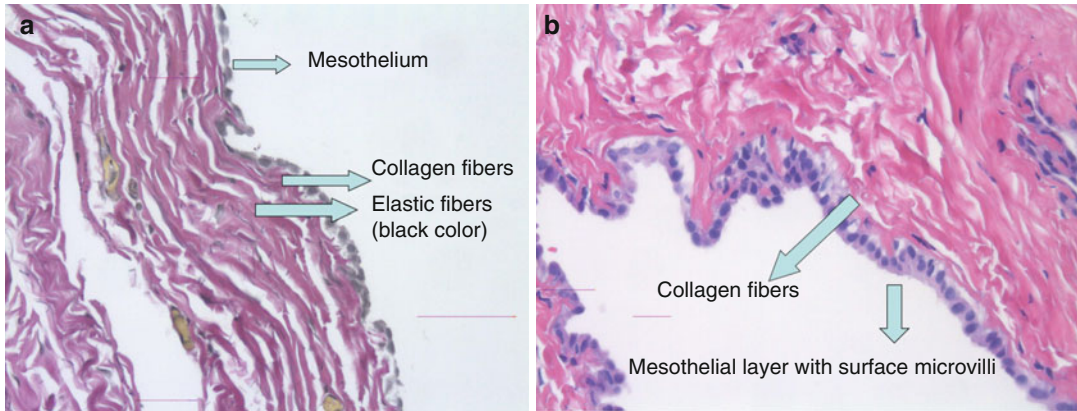 a
Mesothelium
Collagen fibers
Elastic fibers
(black color)
b
Collagen fibers
Mesothelial layer with surface microvilli